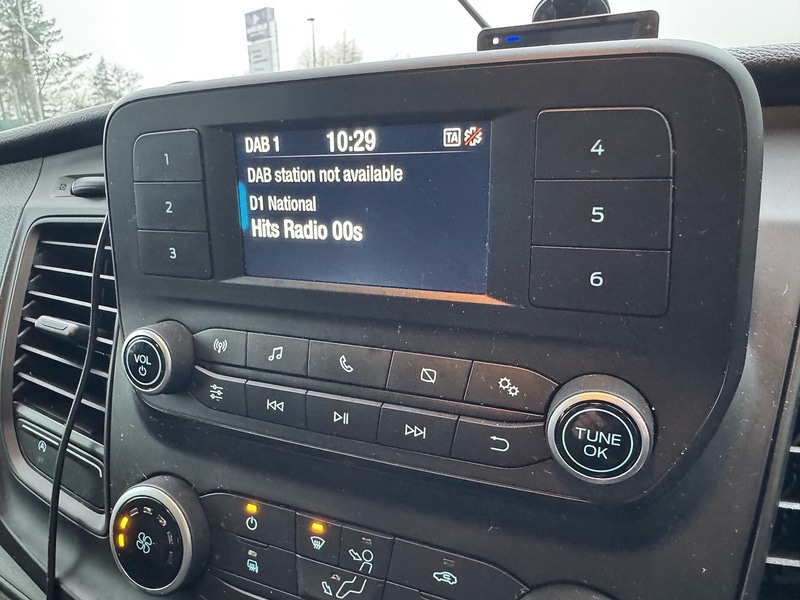 DAB 1 10:29 TA
DAB station not available
D1 National
Hits Radio 00s
1
2
3
4
5
6
VOL
TUNE
OK